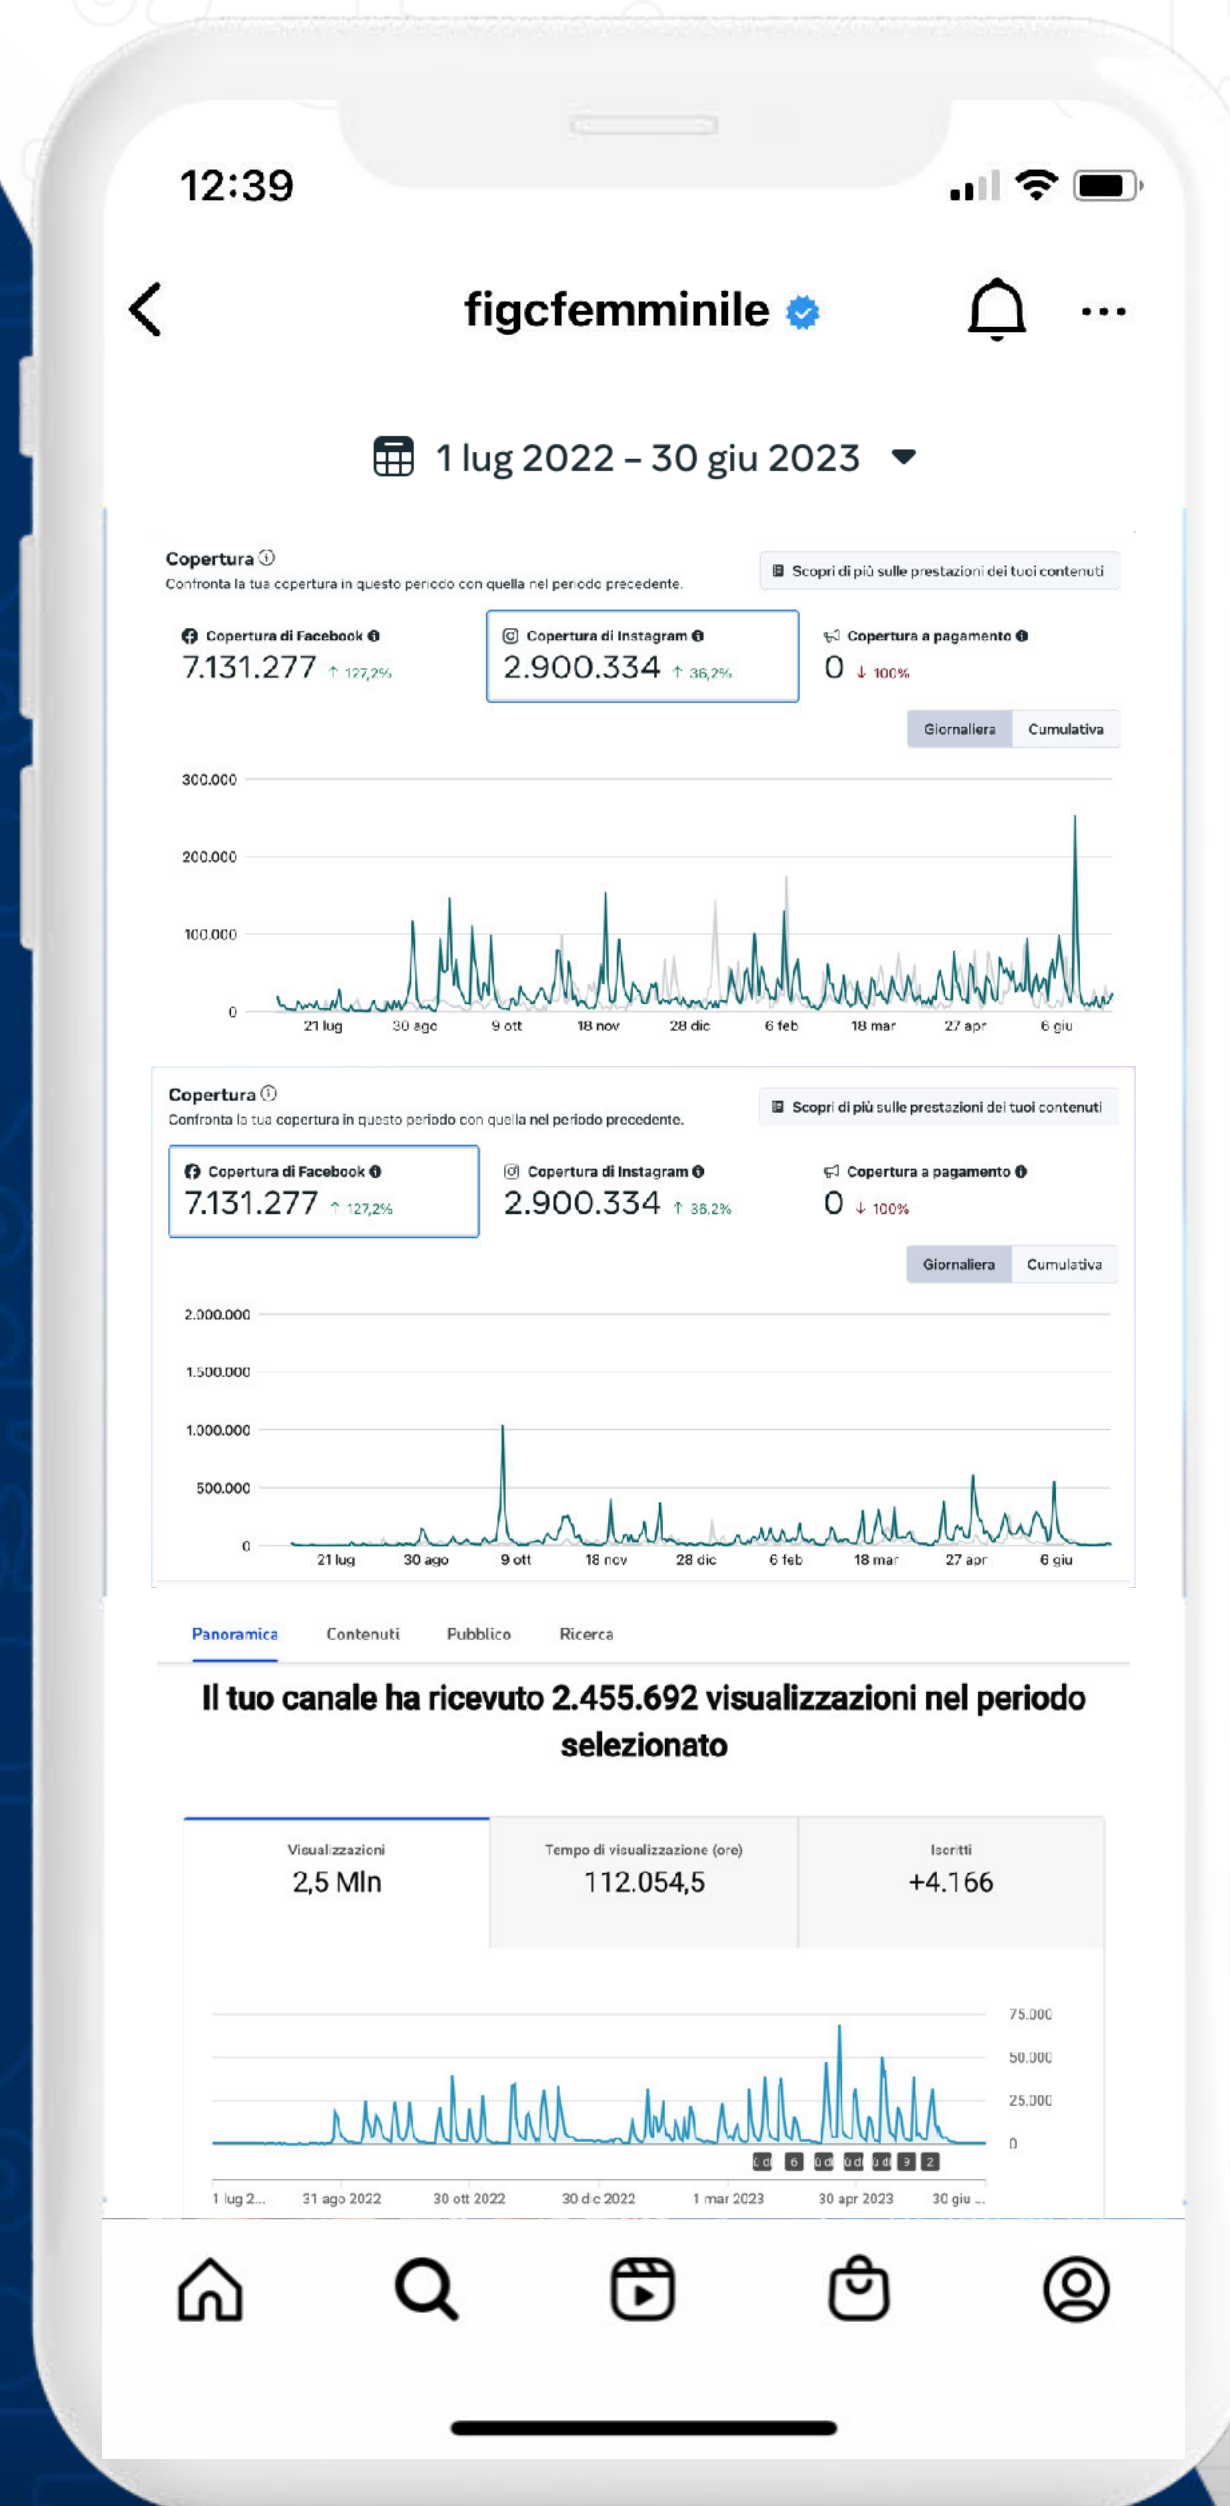 12:39
figcfemminile
1 lug 2022 – 30 giu 2023
Copertura
Confronta la tua copertura in questo periodo con quella nel periodo precedente.
Scopri di più sulle prestazioni dei tuoi contenuti
Copertura di Facebook Copertura di Instagram Copertura a pagamento
7.131.277 ↑ 127,2% 2.900.334 ↑ 36,2% 0 ↓ 100%
Giornaliera Cumulativa
300.000
200.000
100.000
0
21 lug 30 ago 9 ott 18 nov 28 dic 6 feb 18 mar 27 apr 6 giu
Copertura
Confronta la tua copertura in questo periodo con quella nel periodo precedente.
Scopri di più sulle prestazioni dei tuoi contenuti
Copertura di Facebook Copertura di Instagram Copertura a pagamento
7.131.277 ↑ 127,2% 2.900.334 ↑ 36,2% 0 ↓ 100%
Giornaliera Cumulativa
2.000.000
1.500.000
1.000.000
500.000
0
21 lug 30 ago 9 ott 18 nov 28 dic 6 feb 18 mar 27 apr 6 giu
Panoramica Contenuti Pubblico Ricerca
Il tuo canale ha ricevuto 2.455.692 visualizzazioni nel periodo
selezionato
Visualizzazioni Tempo di visualizzazione (ore) Iscritti
2,5 Mln 112.054,5 +4.166
75.000
50.000
25.000
0
6 9 2
1 lug 2... 31 ago 2022 30 ott 2022 30 dic 2022 1 mar 2023 30 apr 2023 30 giu ...